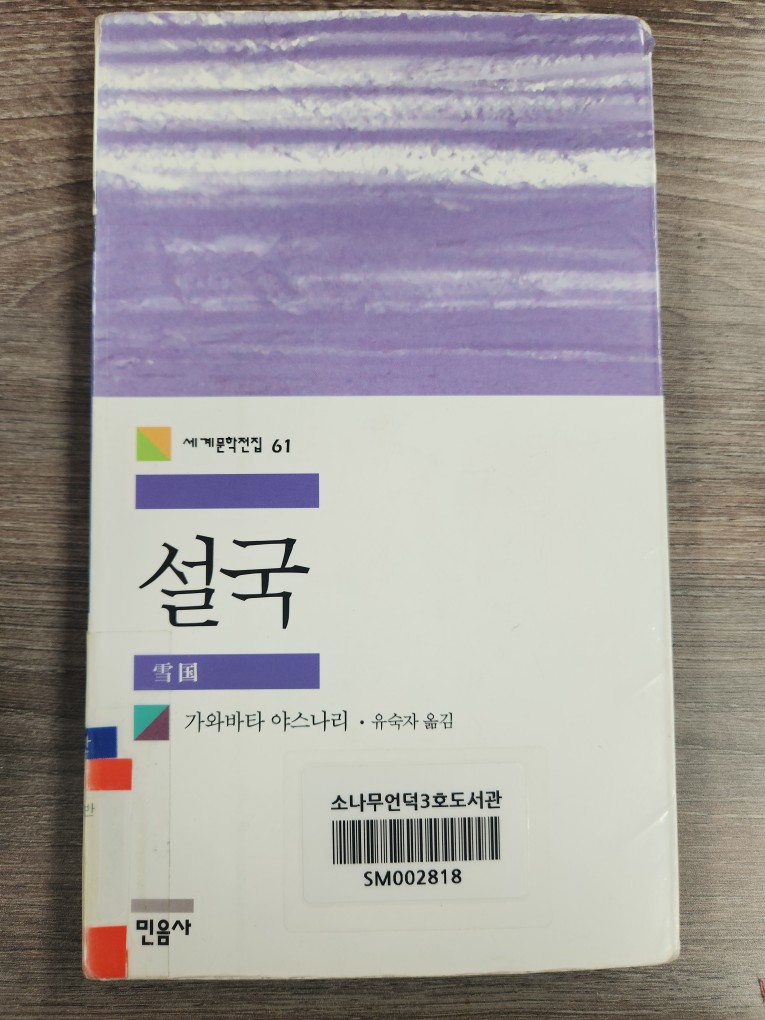 세계문학전집 61
설국
雪国
가와바타 야스나리 · 유숙자 옮김
소나무언덕3호도서관
SM002818
민음사